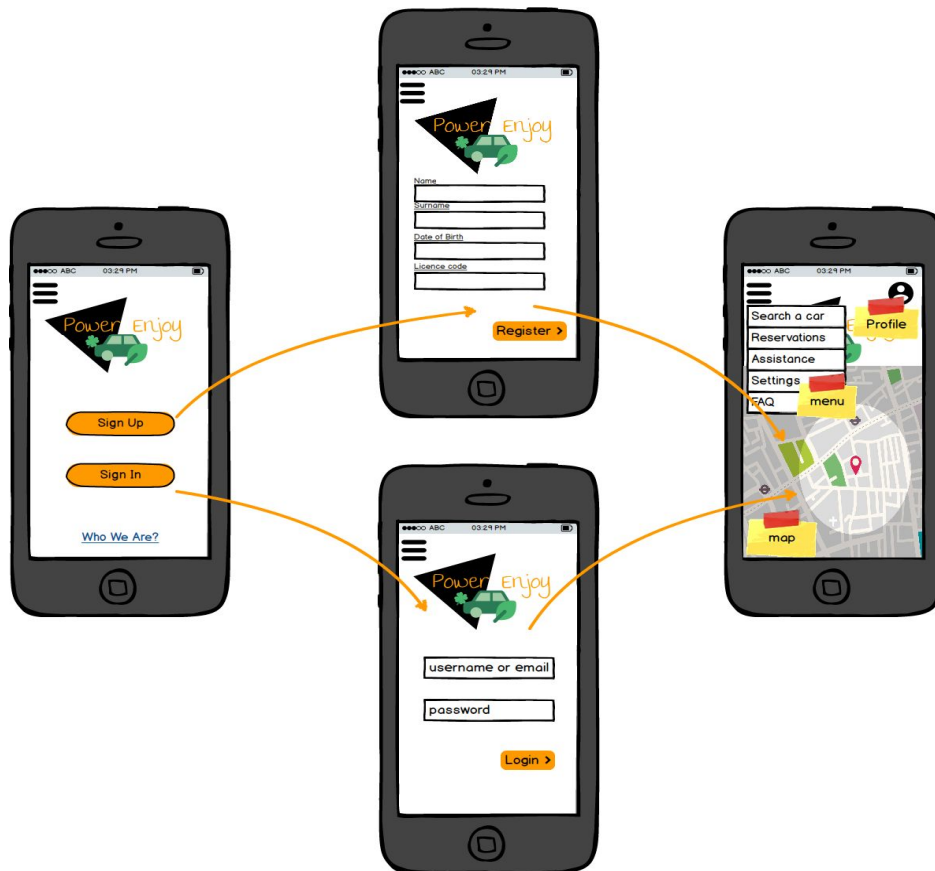 ABC 03:29 PM
Power Enjoy
Sign Up
Sign In
Who We Are?
ABC 03:29 PM
Power Enjoy
Name
Surname
Date of Birth
Licence code
Register >
ABC 03:29 PM
Power Enjoy
username or email
password
Login >
ABC 03:29 PM
Search a car
Reservations
Assistance
Settings
FAQ
Profile
menu
map